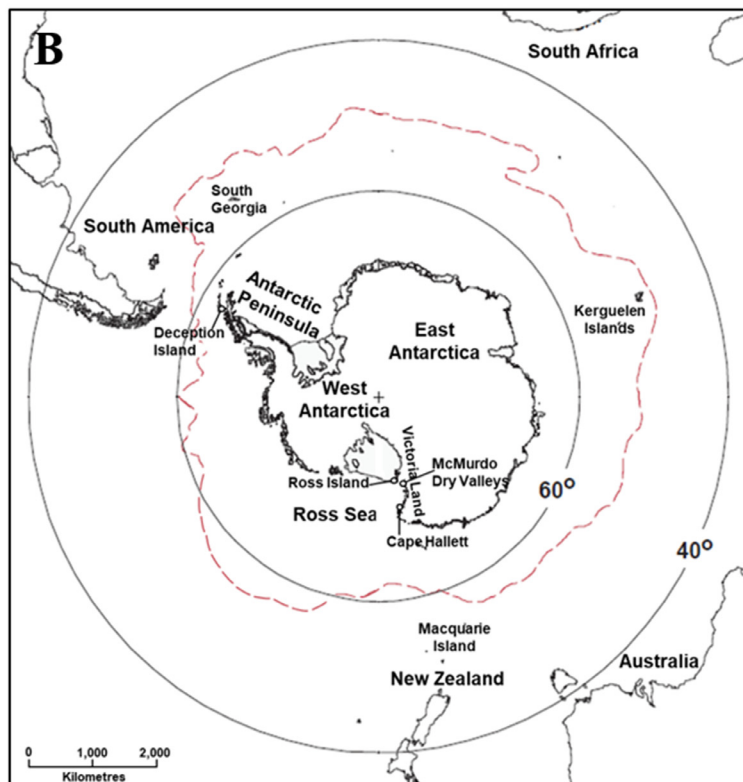 B
South Africa
South
Georgia
South America
Antarctic
Peninsula
Kerguelen
Islands
Deception
Island
East
Antarctica
West
Antarctica
Victoria Land
McMurdo
Dry Valleys
Ross Island
60°
Ross Sea
Cape Hallett
40°
Macquarie
Island
Australia
New Zealand
0 1,000 2,000
Kilometres